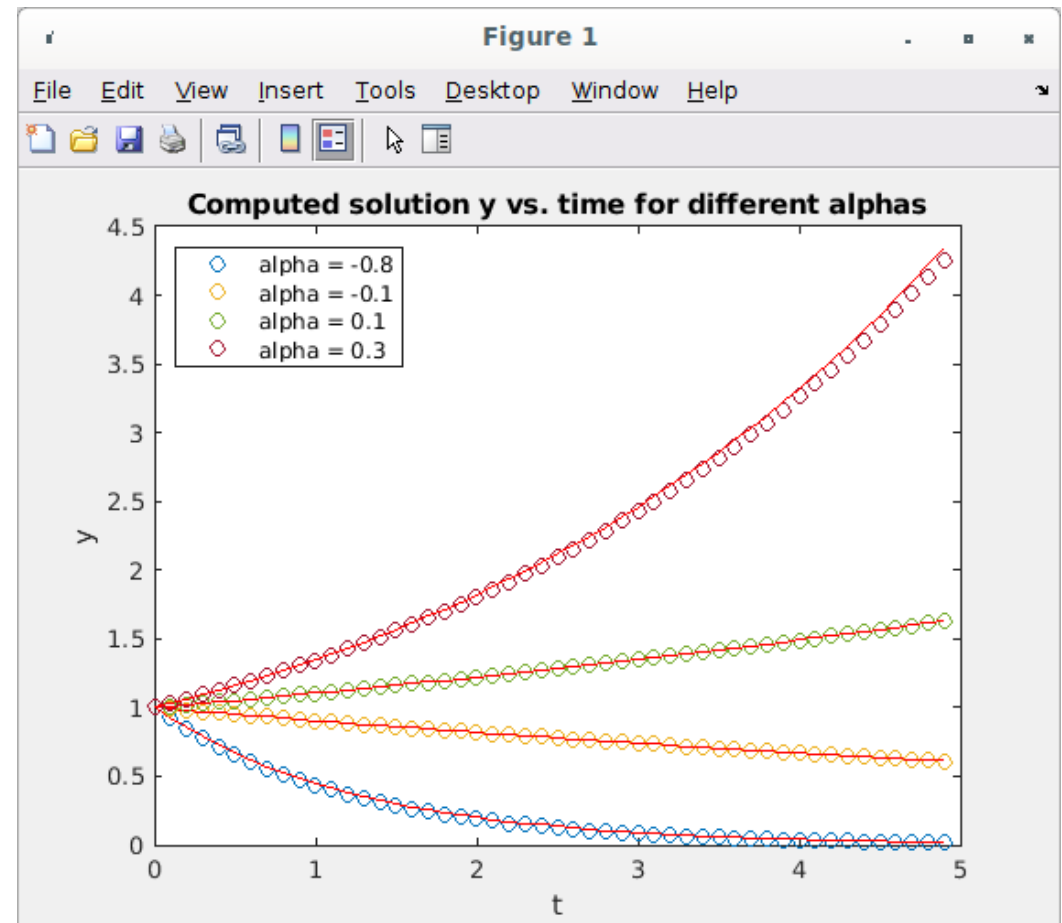 Figure 1
File Edit View Insert Tools Desktop Window Help
Computed solution y vs. time for different alphas
4.5
4
3.5
3
2.5
2
1.5
1
0.5
0
y
alpha = -0.8
alpha = -0.1
alpha = 0.1
alpha = 0.3
0 1 2 3 4 5
t